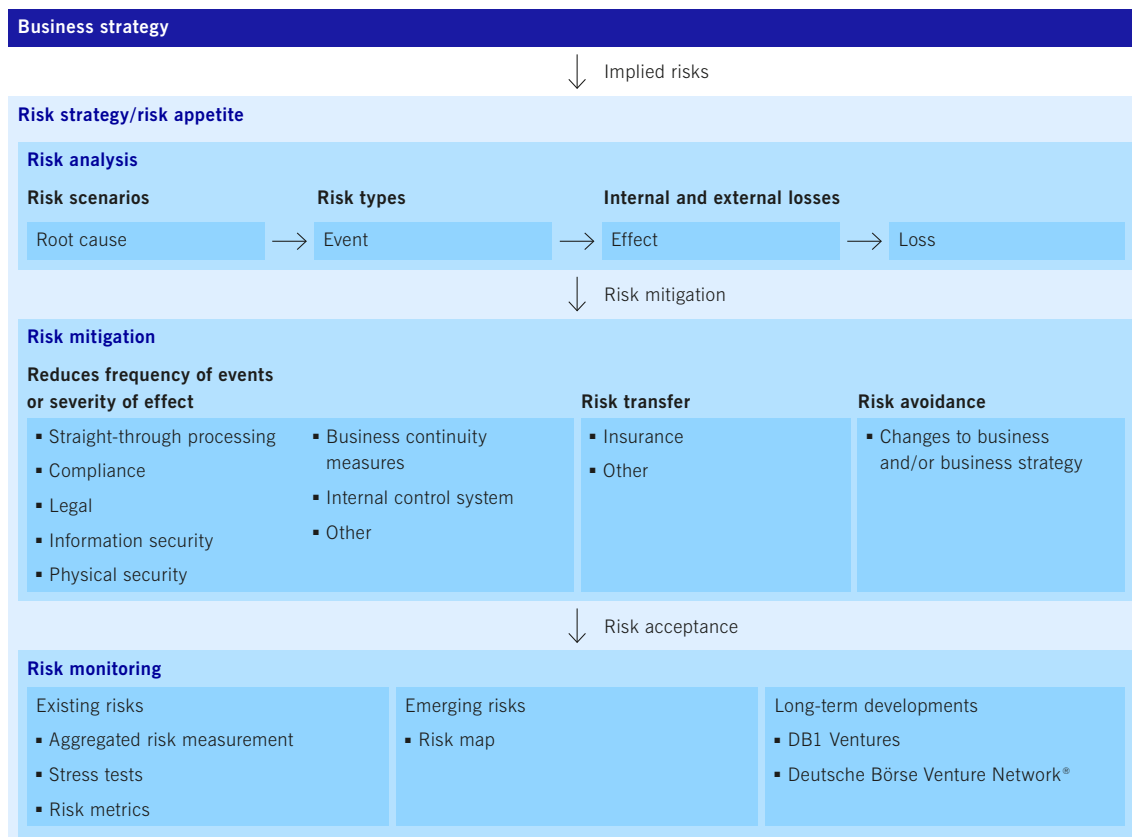 Business strategy
Implied risks
Risk strategy/risk appetite
Risk analysis
Risk scenarios
Risk types
Internal and external losses
Root cause
Event
Effect
Loss
Risk mitigation
Risk mitigation
Reduces frequency of events
or severity of effect
▪ Straight-through processing
▪ Compliance
▪ Legal
▪ Information security
▪ Physical security
▪ Business continuity
measures
▪ Internal control system
▪ Other
Risk transfer
▪ Insurance
▪ Other
Risk avoidance
▪ Changes to business
and/or business strategy
Risk acceptance
Risk monitoring
Existing risks
▪ Aggregated risk measurement
▪ Stress tests
▪ Risk metrics
Emerging risks
▪ Risk map
Long-term developments
▪ DB1 Ventures
▪ Deutsche Börse Venture Network®